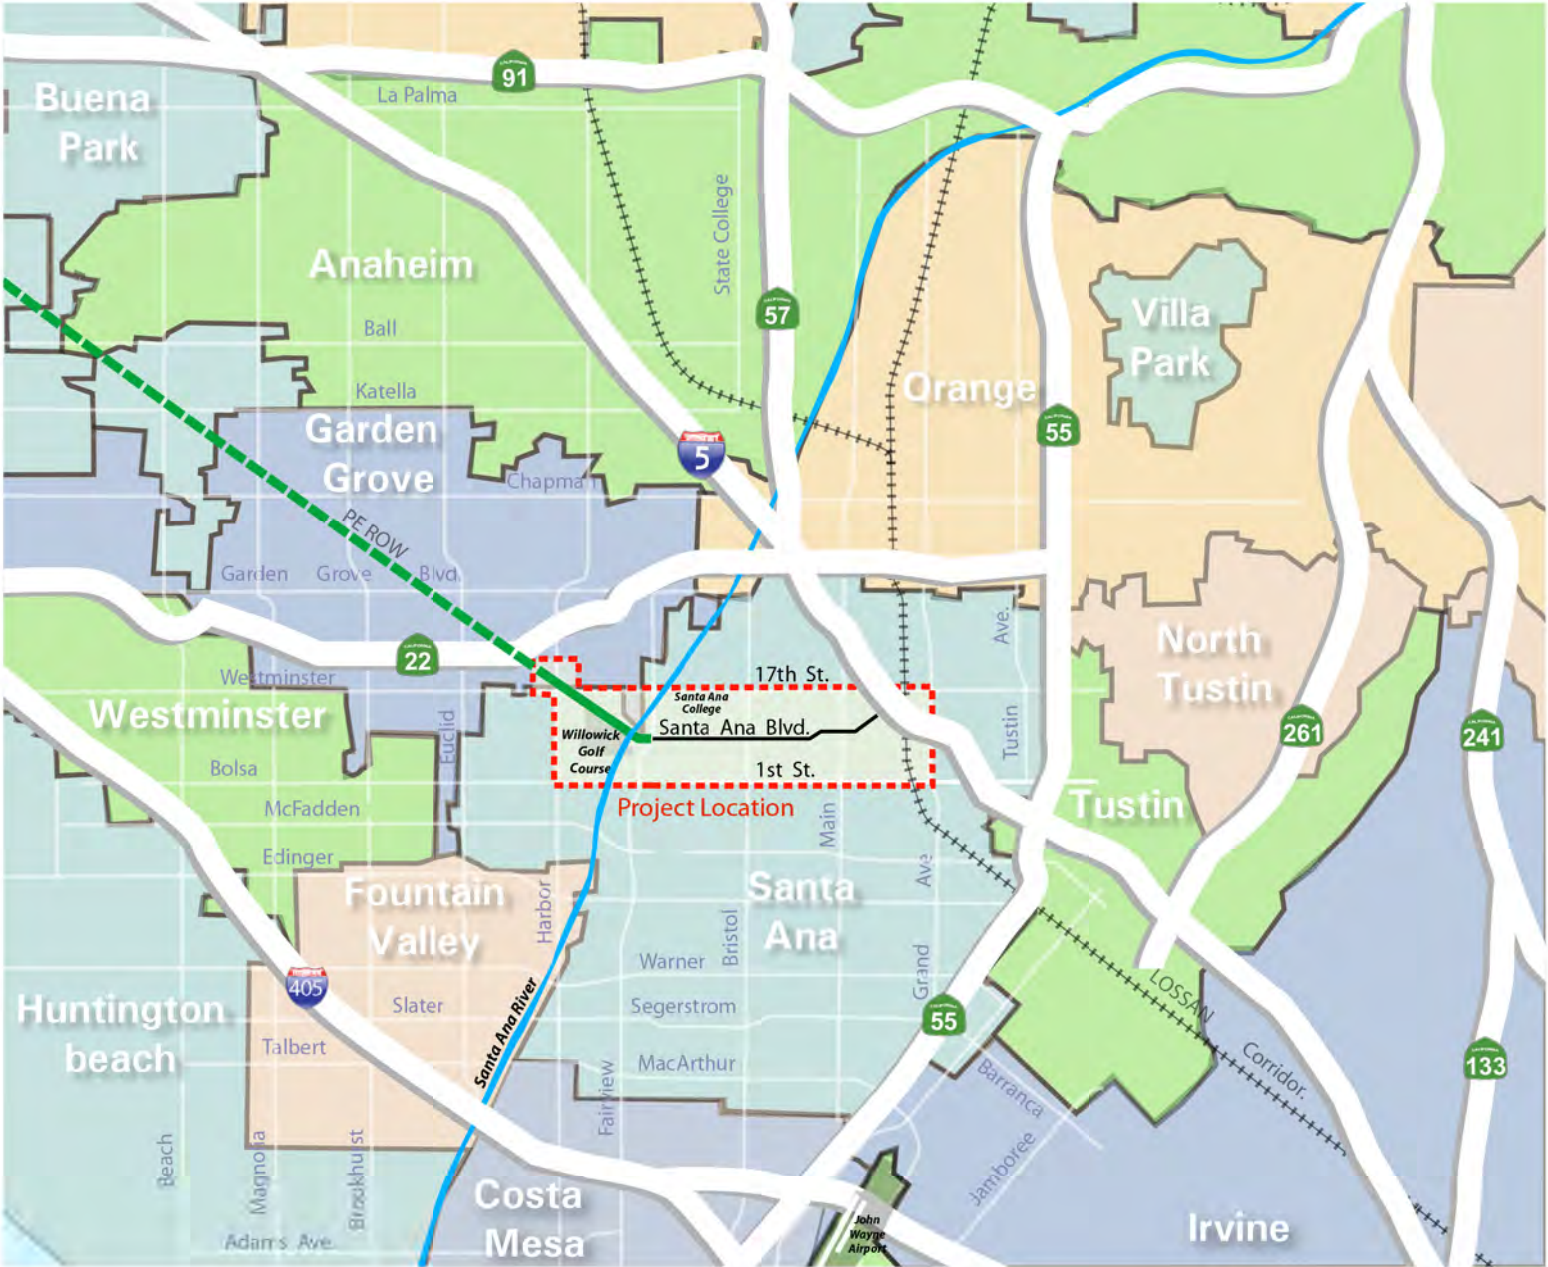 91
La Palma
Buena
Park
State College
Anaheim
57
Villa
Park
Ball
Katella
Orange
55
Garden
Grove
5
Chapman
PE ROW
Garden Grove Blvd.
22
Westminster
17th St.
Santa Ana
College
Santa Ana Blvd.
Willowick
Golf
Course
1st St.
Project Location
North
Tustin
Ave.
Tustin
261
241
Westminster
Euclid
Bolsa
McFadden
Edinger
Main
Tustin
Fountain
Valley
Harbor
Santa
Ana
Ave
Grand
Bristol
Warner
Segerstrom
MacArthur
Fairview
405
Slater
Talbert
Huntington
beach
Santa Ana River
55
LOSSAN
Corridor.
Barranca
Jamboree
133
Beach
Magnolia
Brookhurst
Adams Ave.
Costa
Mesa
John
Wayne
Airport
Irvine